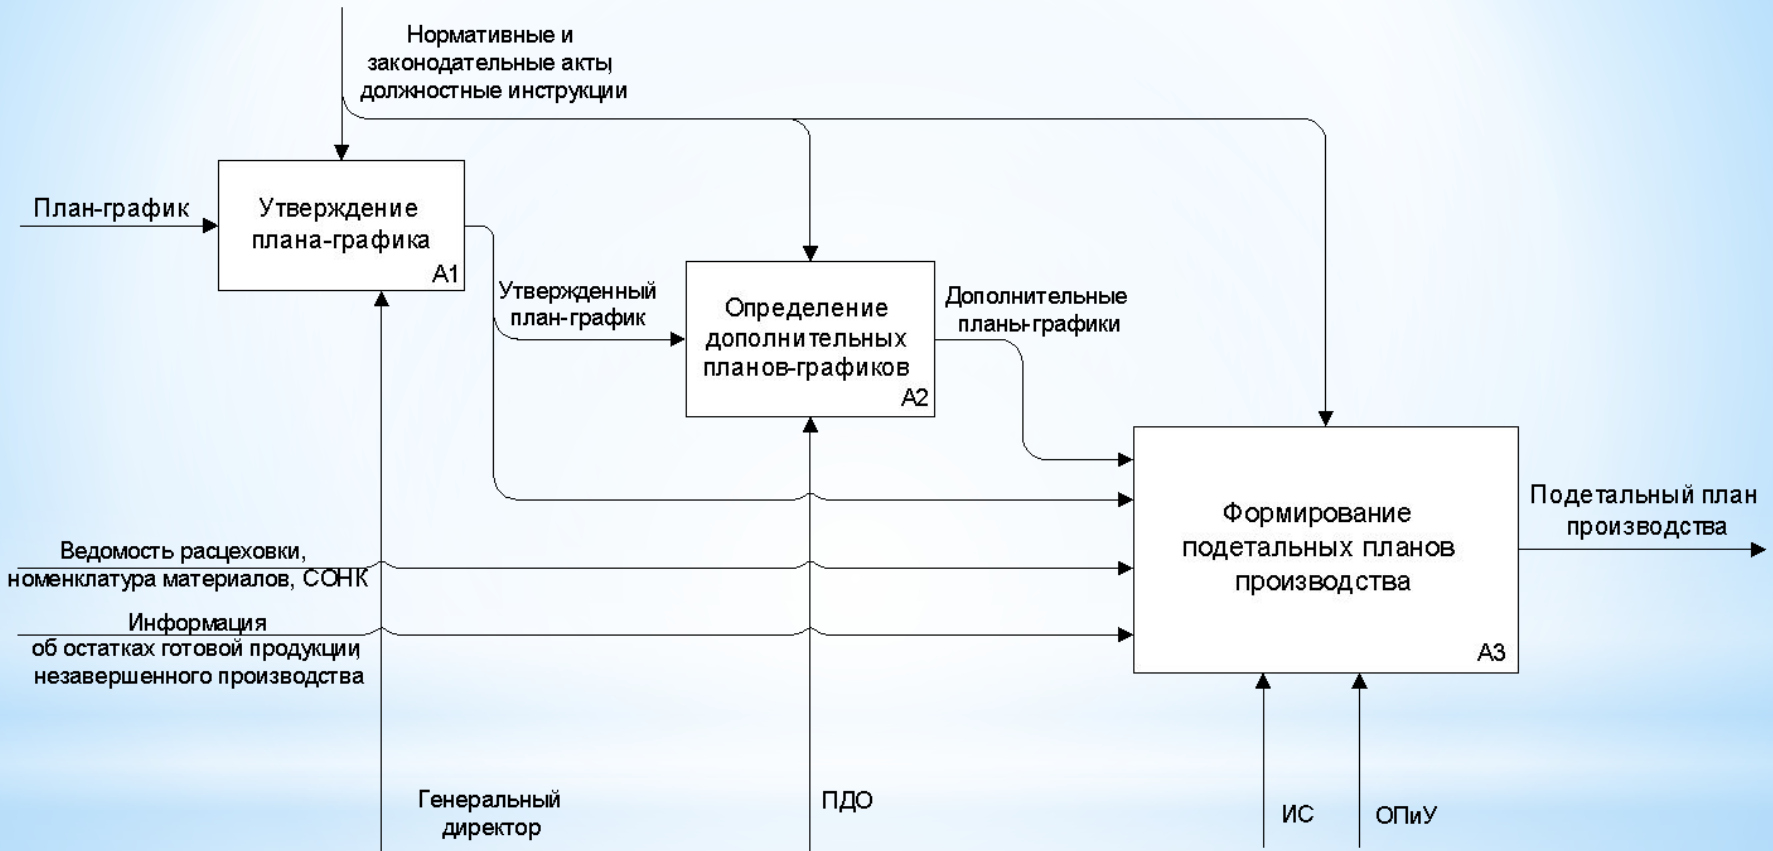 Нормативные и
законодательные акты,
должностные инструкции
План-график
Утверждение
плана-графика
А1
Утвержденный
план-график
Определение
дополнительных
планов-графиков
А2
Дополнительные
планы-графики
Формирование
подетальных планов
производства
А3
Подетальный план
производства
Ведомость расцеховки,
номенклатура материалов, СОНК
Информация
об остатках готовой продукции,
незавершенного производства
Генеральный
директор
ПДО
ИС
ОПиУ